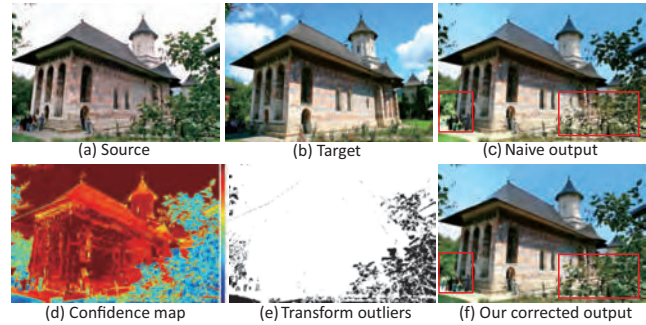 (a) Source
(b) Target
(c) Naive output
(d) Confidence map
(e) Transform outliers
(f) Our corrected output